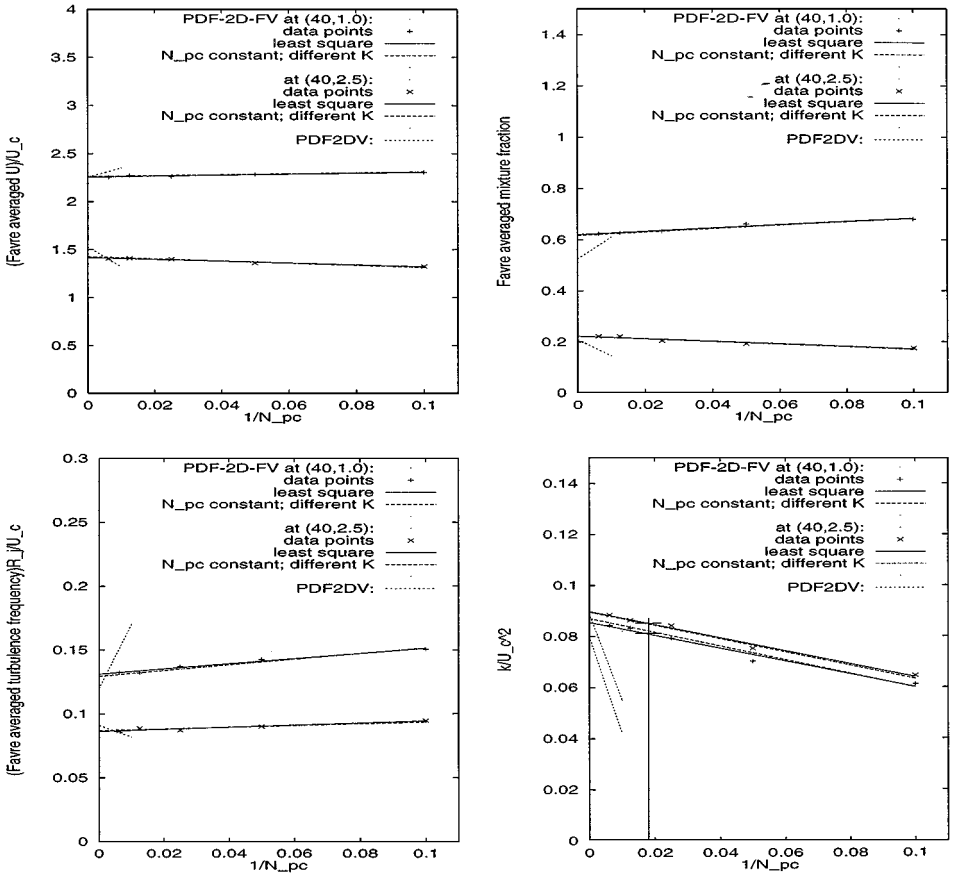 4
3.5
3
2.5
2
1.5
1
0.5
0
PDF-2D-FV at (40,1.0):
data points
least square
N_pc constant; different K
at (40,2.5):
data points
least square
N_pc constant; different K
PDF2DV:
(Favre averaged U)/U_c
0 0.02 0.04 0.06 0.08 0.1
1/N_pc
1.4
1.2
1
0.8
0.6
0.4
0.2
0
PDF-2D-FV at (40,1.0):
data points
least square
N_pc constant; different K
at (40,2.5):
data points
least square
N_pc constant; different K
PDF2DV:
Favre averaged mixture fraction
0 0.02 0.04 0.06 0.08 0.1
1/N_pc
0.3
0.25
0.2
0.15
0.1
0.05
0
PDF-2D-FV at (40,1.0):
data points
least square
N_pc constant; different K
at (40,2.5):
data points
least square
N_pc constant; different K
PDF2DV:
(Favre averaged turbulence frequency)R_j/U_c
0 0.02 0.04 0.06 0.08 0.1
1/N_pc
0.14
0.12
0.1
0.08
0.06
0.04
0.02
0
PDF-2D-FV at (40,1.0):
data points
least square
N_pc constant; different K
at (40,2.5):
data points
least square
N_pc constant; different K
PDF2DV:
k/U_c^2
0 0.02 0.04 0.06 0.08 0.1
1/N_pc